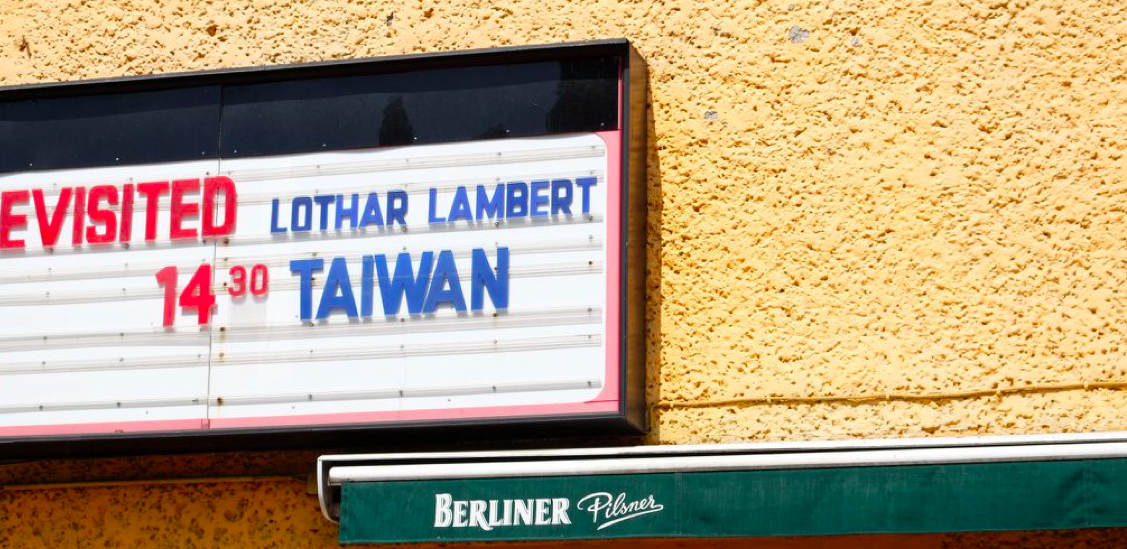 EVISITED LOTHAR LAMBERT
14 30 TAIWAN
BERLINER Pilsner